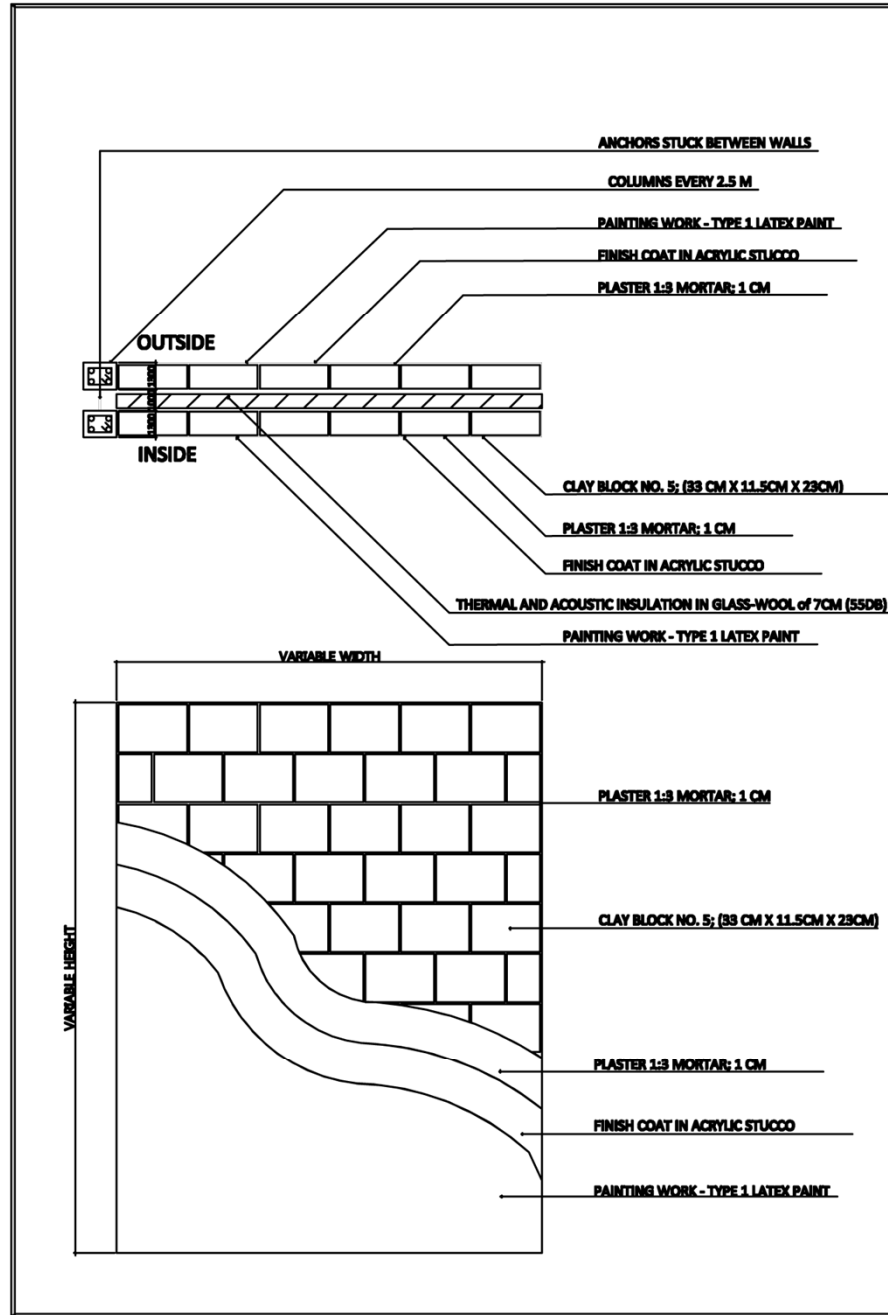 ANCHORS STUCK BETWEEN WALLS
COLUMNS EVERY 2.5 M
PAINTING WORK - TYPE 1 LATEX PAINT
FINISH COAT IN ACRYLIC STUCCO
PLASTER 1:3 MORTAR; 1 CM
OUTSIDE
.1300
.1000
.1300
INSIDE
CLAY BLOCK NO. 5; (33 CM X 11.5CM X 23CM)
PLASTER 1:3 MORTAR; 1 CM
FINISH COAT IN ACRYLIC STUCCO
THERMAL AND ACOUSTIC INSULATION IN GLASS-WOOL of 7CM (55DB)
PAINTING WORK - TYPE 1 LATEX PAINT
VARIABLE WIDTH
PLASTER 1:3 MORTAR; 1 CM
CLAY BLOCK NO. 5; (33 CM X 11.5CM X 23CM)
VARIABLE HEIGHT
PLASTER 1:3 MORTAR; 1 CM
FINISH COAT IN ACRYLIC STUCCO
PAINTING WORK - TYPE 1 LATEX PAINT